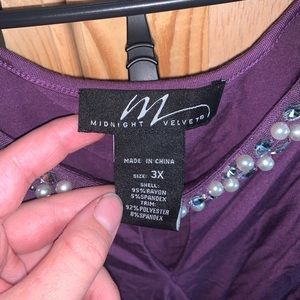 M
MIDNIGHT VELVET®
MADE IN CHINA
SIZE: 3X
SHELL:
95%RAYON
5%SPANDEX
TRIM:
92%POLYESTER
8%SPANDEX